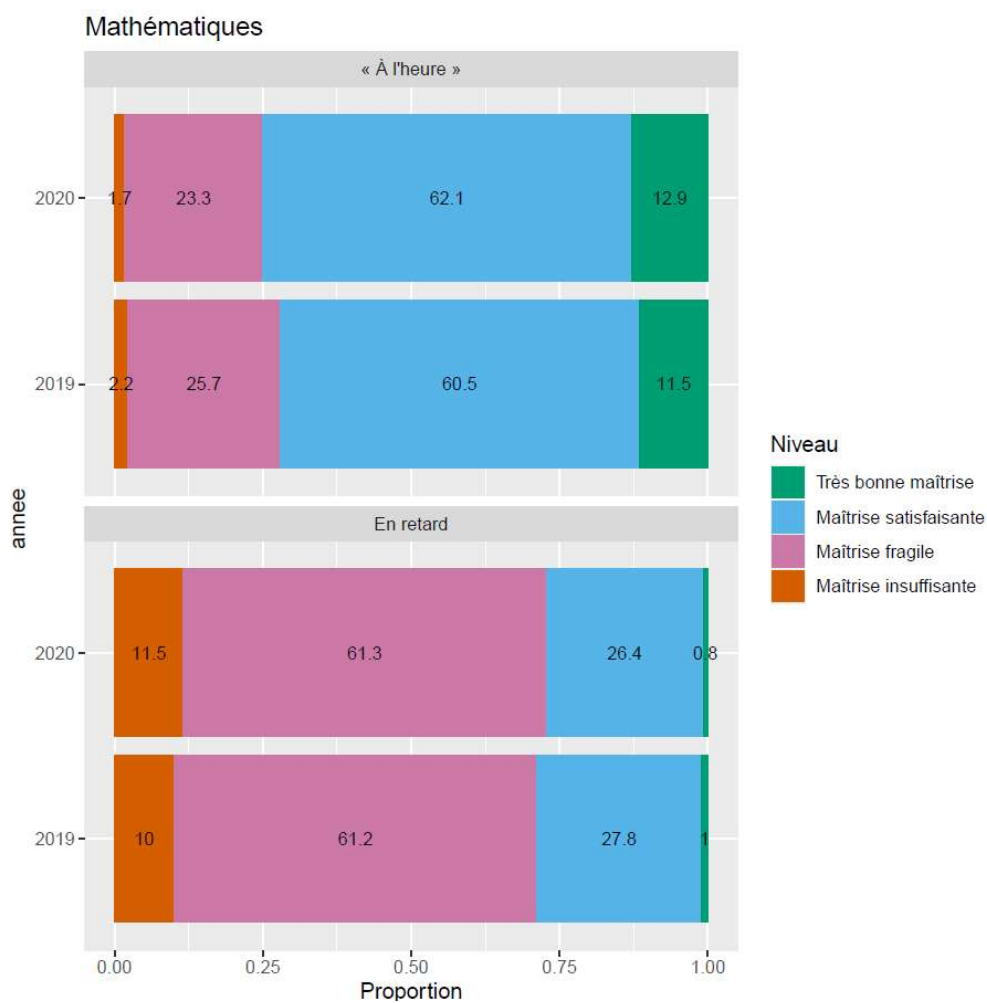 Mathématiques
« À l'heure »
2020
1.7 23.3 62.1 12.9
2019
2.2 25.7 60.5 11.5
annee
En retard
2020
11.5 61.3 26.4 0.8
2019
10 61.2 27.8 1
0.00 0.25 0.50 0.75 1.00
Proportion
Niveau
Très bonne maîtrise
Maîtrise satisfaisante
Maîtrise fragile
Maîtrise insuffisante